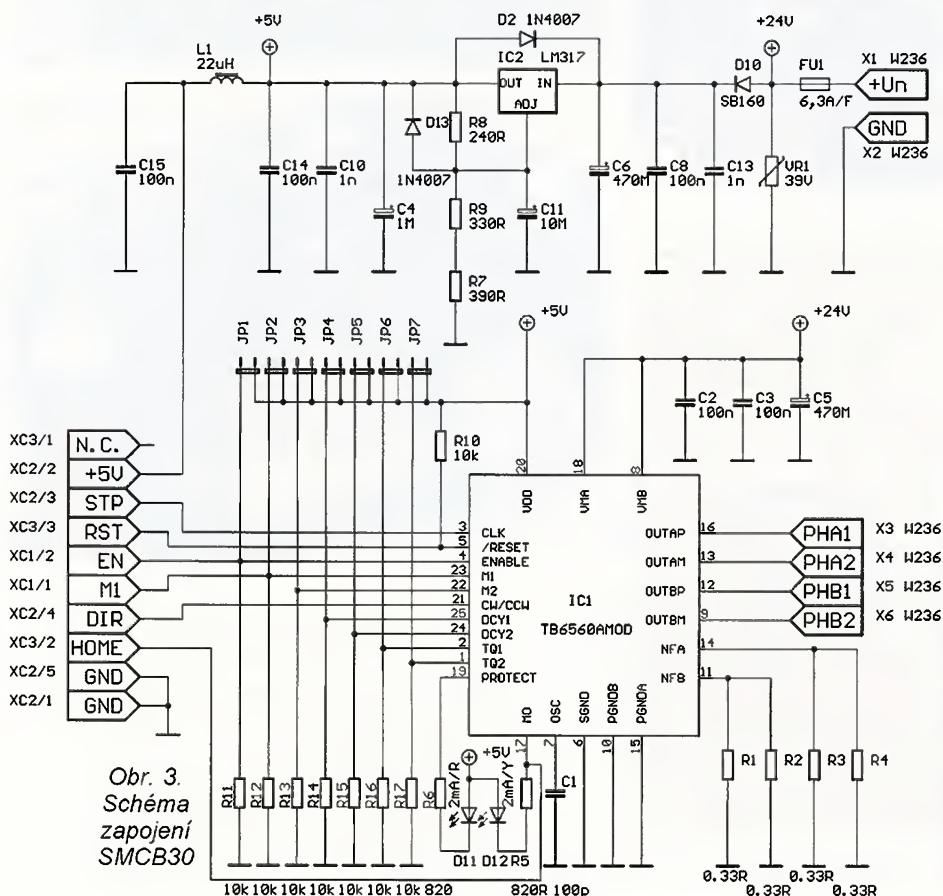 +5V
D2 1N4007
+24V
L1
22uH
IC2 LM317
OUT IN
ADJ
D10
SB160
FU1
6,3A/F
X1 W236
+Un
GND
X2 W236
C15
100n
C14
100n
C10
1n
D13
1N4007
R8
240R
C4
1M
R9
330R
C11
10M
C6
470M
C8
100n
C13
1n
VR1
39V
R7
390R
JP1
JP2
JP3
JP4
JP5
JP6
JP7
+5V
+24V
R10
10k
C2
100n
C3
100n
C5
470M
XC3/1 N.C.
XC2/2 +5V
XC2/3 STP
XC3/3 RST
XC1/2 EN
XC1/1 M1
XC2/4 DIR
XC3/2 HOME
XC2/5 GND
XC2/1 GND
20 18 8
VDD VMA VMB
3 CLK
5 /RESET
4 ENABLE
23 M1
22 M2
21 CW/CCW
25 DCY1
24 DCY2
2 TQ1
1 TQ2
19 PROTECT
IC1
TB6560AMOD
OUTAP 16 PHA1 X3 W236
OUTAM 13 PHA2 X4 W236
OUTBP 12 PHB1 X5 W236
OUTBM 9 PHB2 X6 W236
NFA 14
NFB 11
MO OSC SGND PGNDB PGNDA
17 7 6 10 15
+5V
2mA/R
2mA/Y
C1
R1 R2 R3 R4
R11 R12 R13 R14 R15 R16 R17 R6
D11 D12 R5
10k 10k 10k 10k 10k 10k 10k 820
820R 100p
0.33R 0.33R 0.33R 0.33R
Obr. 3.
Schéma
zapojení
SMCB30